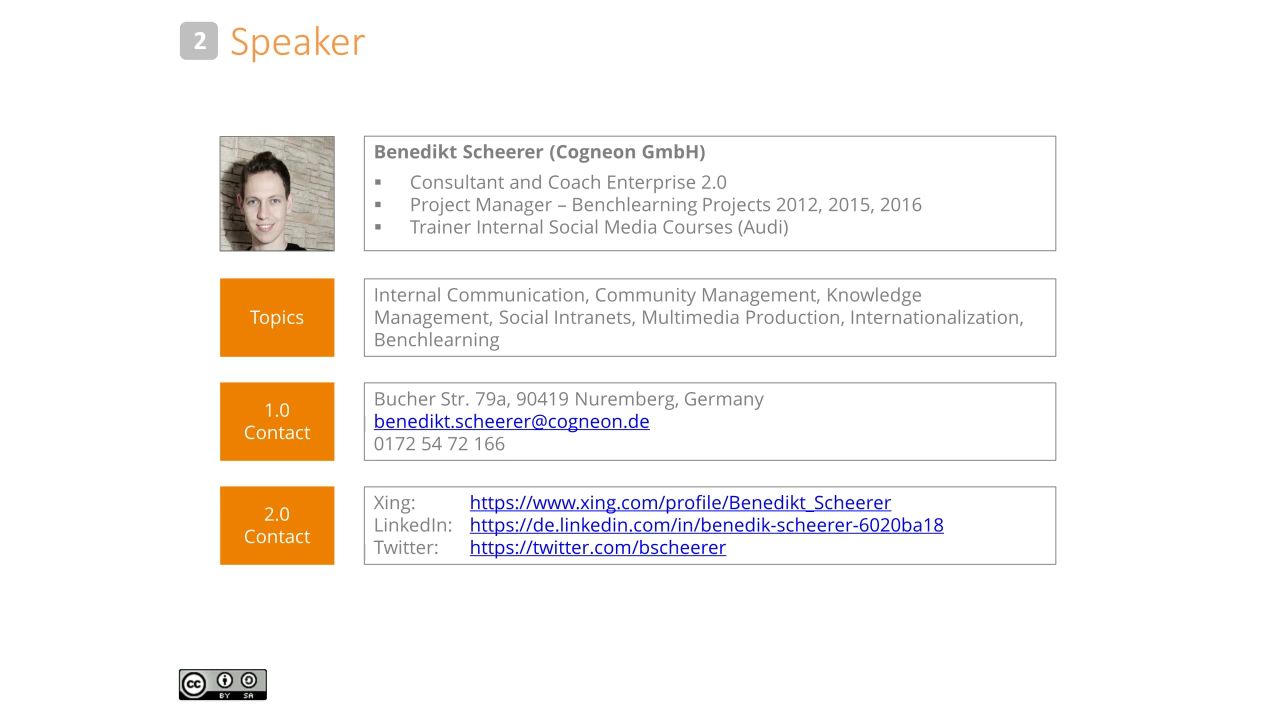 2 Speaker
Benedikt Scheerer (Cogneon GmbH)
▪ Consultant and Coach Enterprise 2.0
▪ Project Manager – Benchlearning Projects 2012, 2015, 2016
▪ Trainer Internal Social Media Courses (Audi)
Topics
Internal Communication, Community Management, Knowledge
Management, Social Intranets, Multimedia Production, Internationalization,
Benchlearning
1.0
Contact
Bucher Str. 79a, 90419 Nuremberg, Germany
benedikt.scheerer@cogneon.de
0172 54 72 166
2.0
Contact
Xing: https://www.xing.com/profile/Benedikt_Scheerer
LinkedIn: https://de.linkedin.com/in/benedik-scheerer-6020ba18
Twitter: https://twitter.com/bscheerer
cc BY SA